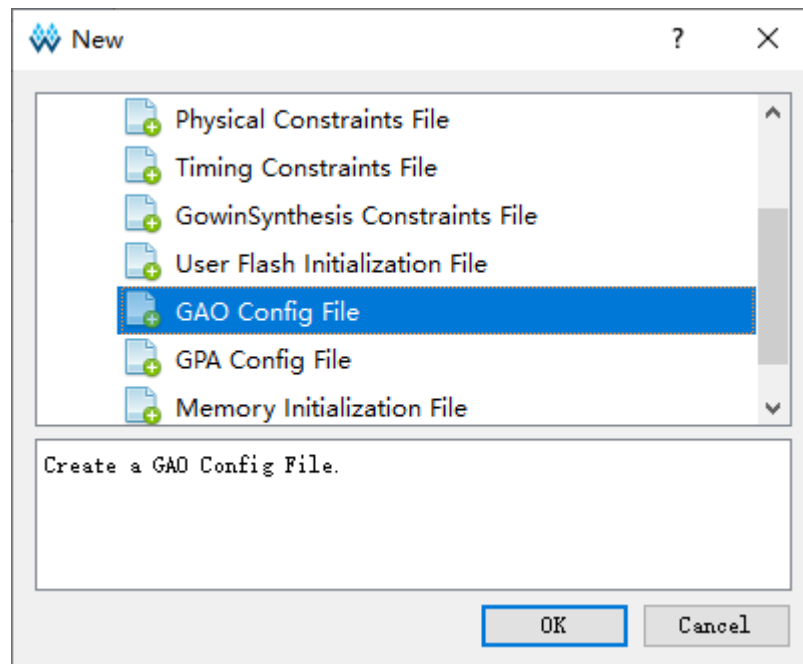 New
?
Physical Constraints File
Timing Constraints File
GowinSynthesis Constraints File
User Flash Initialization File
GAO Config File
GPA Config File
Memory Initialization File
Create a GAO Config File.
OK
Cancel